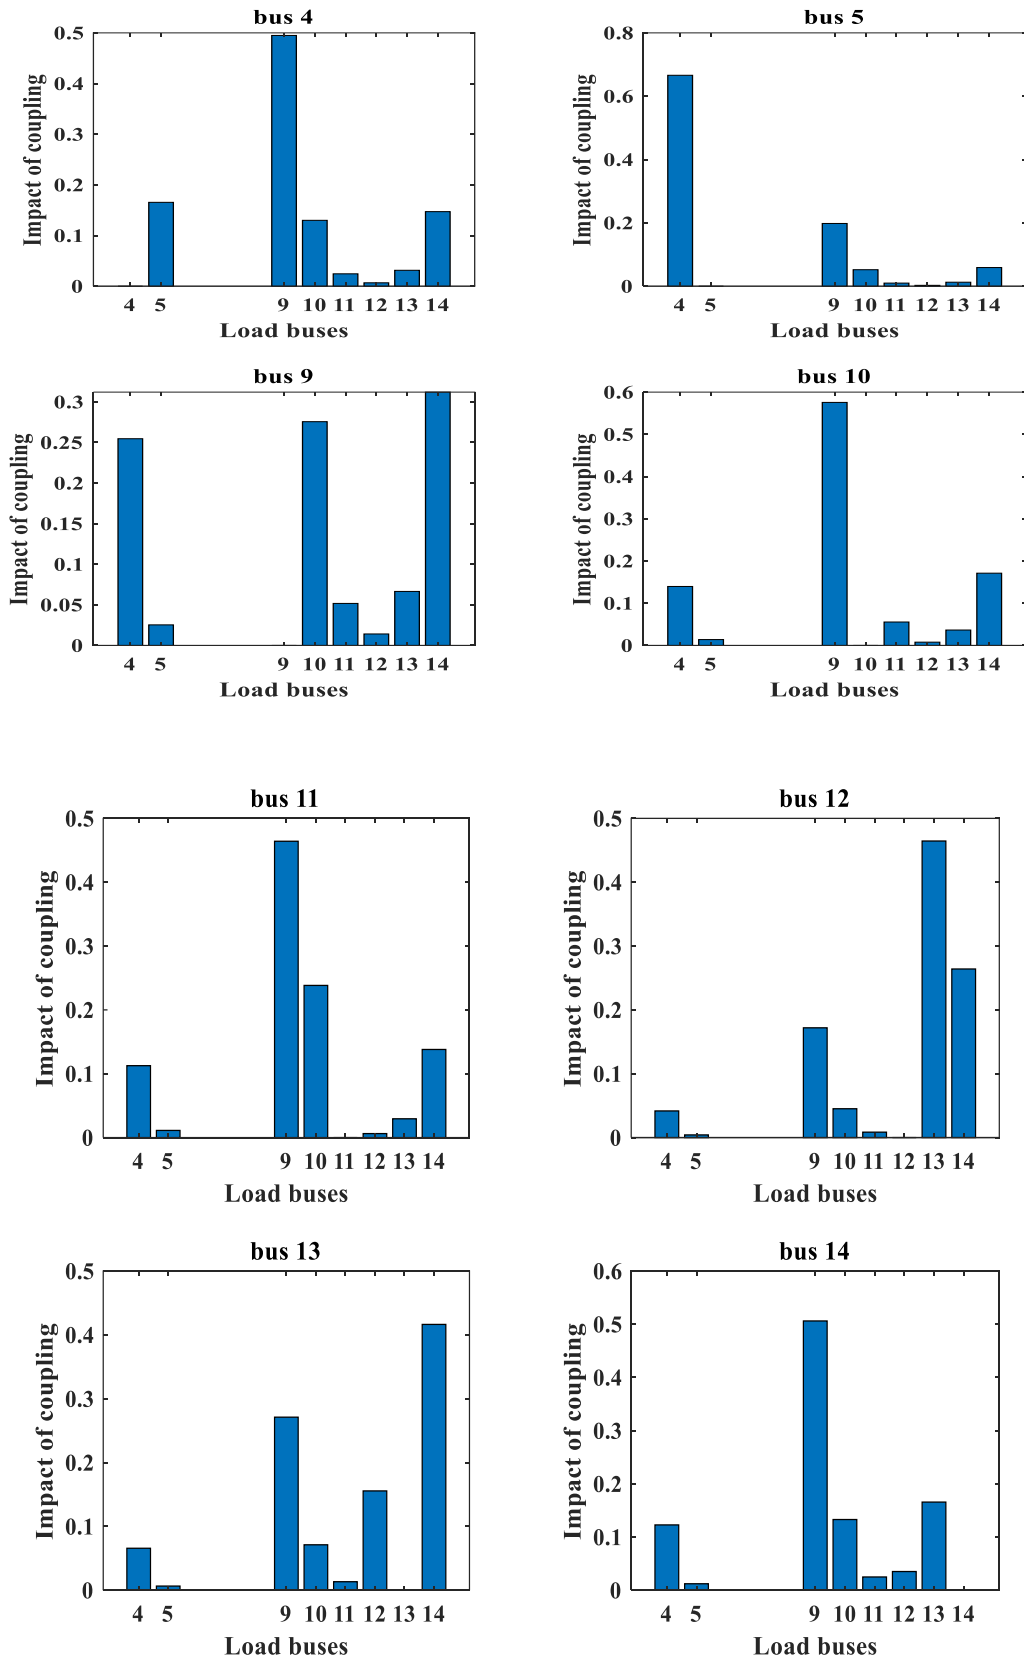 bus 4
Impact of coupling
0.5
0.4
0.3
0.2
0.1
0
4 5 9 10 11 12 13 14
Load buses
bus 5
Impact of coupling
0.8
0.6
0.4
0.2
0
4 5 9 10 11 12 13 14
Load buses
bus 9
Impact of coupling
0.3
0.25
0.2
0.15
0.1
0.05
0
4 5 9 10 11 12 13 14
Load buses
bus 10
Impact of coupling
0.6
0.5
0.4
0.3
0.2
0.1
0
4 5 9 10 11 12 13 14
Load buses
bus 11
Impact of coupling
0.5
0.4
0.3
0.2
0.1
0
4 5 9 10 11 12 13 14
Load buses
bus 12
Impact of coupling
0.5
0.4
0.3
0.2
0.1
0
4 5 9 10 11 12 13 14
Load buses
bus 13
Impact of coupling
0.5
0.4
0.3
0.2
0.1
0
4 5 9 10 11 12 13 14
Load buses
bus 14
Impact of coupling
0.6
0.5
0.4
0.3
0.2
0.1
0
4 5 9 10 11 12 13 14
Load buses